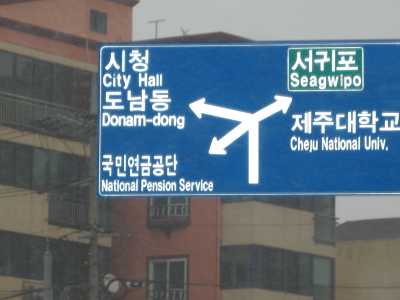 시청
City Hall
도남동
Donam-dong
국민연금공단
National Pension Service
서귀포
Seagwipo
제주대학교
Cheju National Univ.